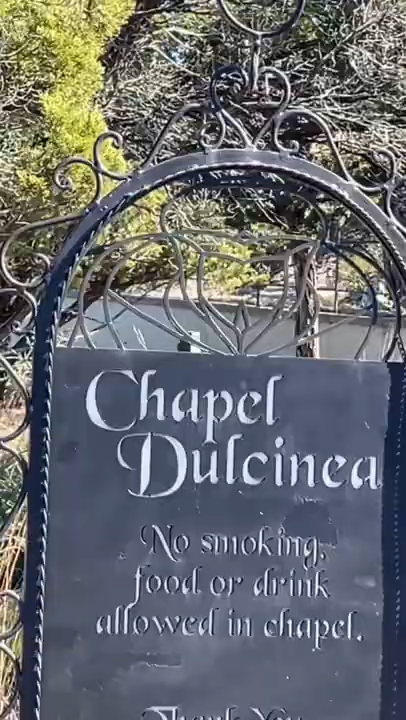 Chapel
Dulcinea
No smoking,
food or drink
allowed in chapel.
Thank You